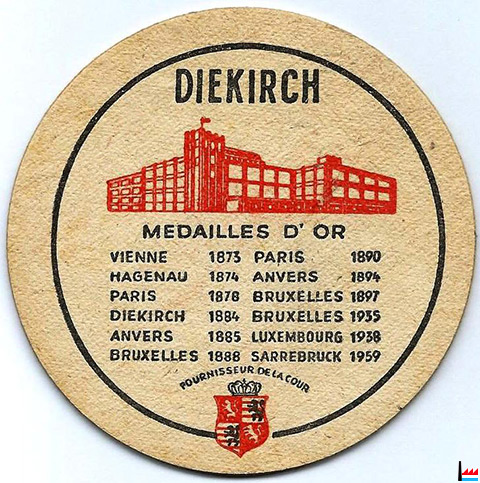 DIEKIRCH
MEDAILLES D'OR
VIENNE 1873 PARIS 1890
HAGENAU 1874 ANVERS 1894
PARIS 1878 BRUXELLES 1897
DIEKIRCH 1884 BRUXELLES 1935
ANVERS 1885 LUXEMBOURG 1938
BRUXELLES 1888 SARREBRUCK 1959
FOURNISSEUR DE LA COUR